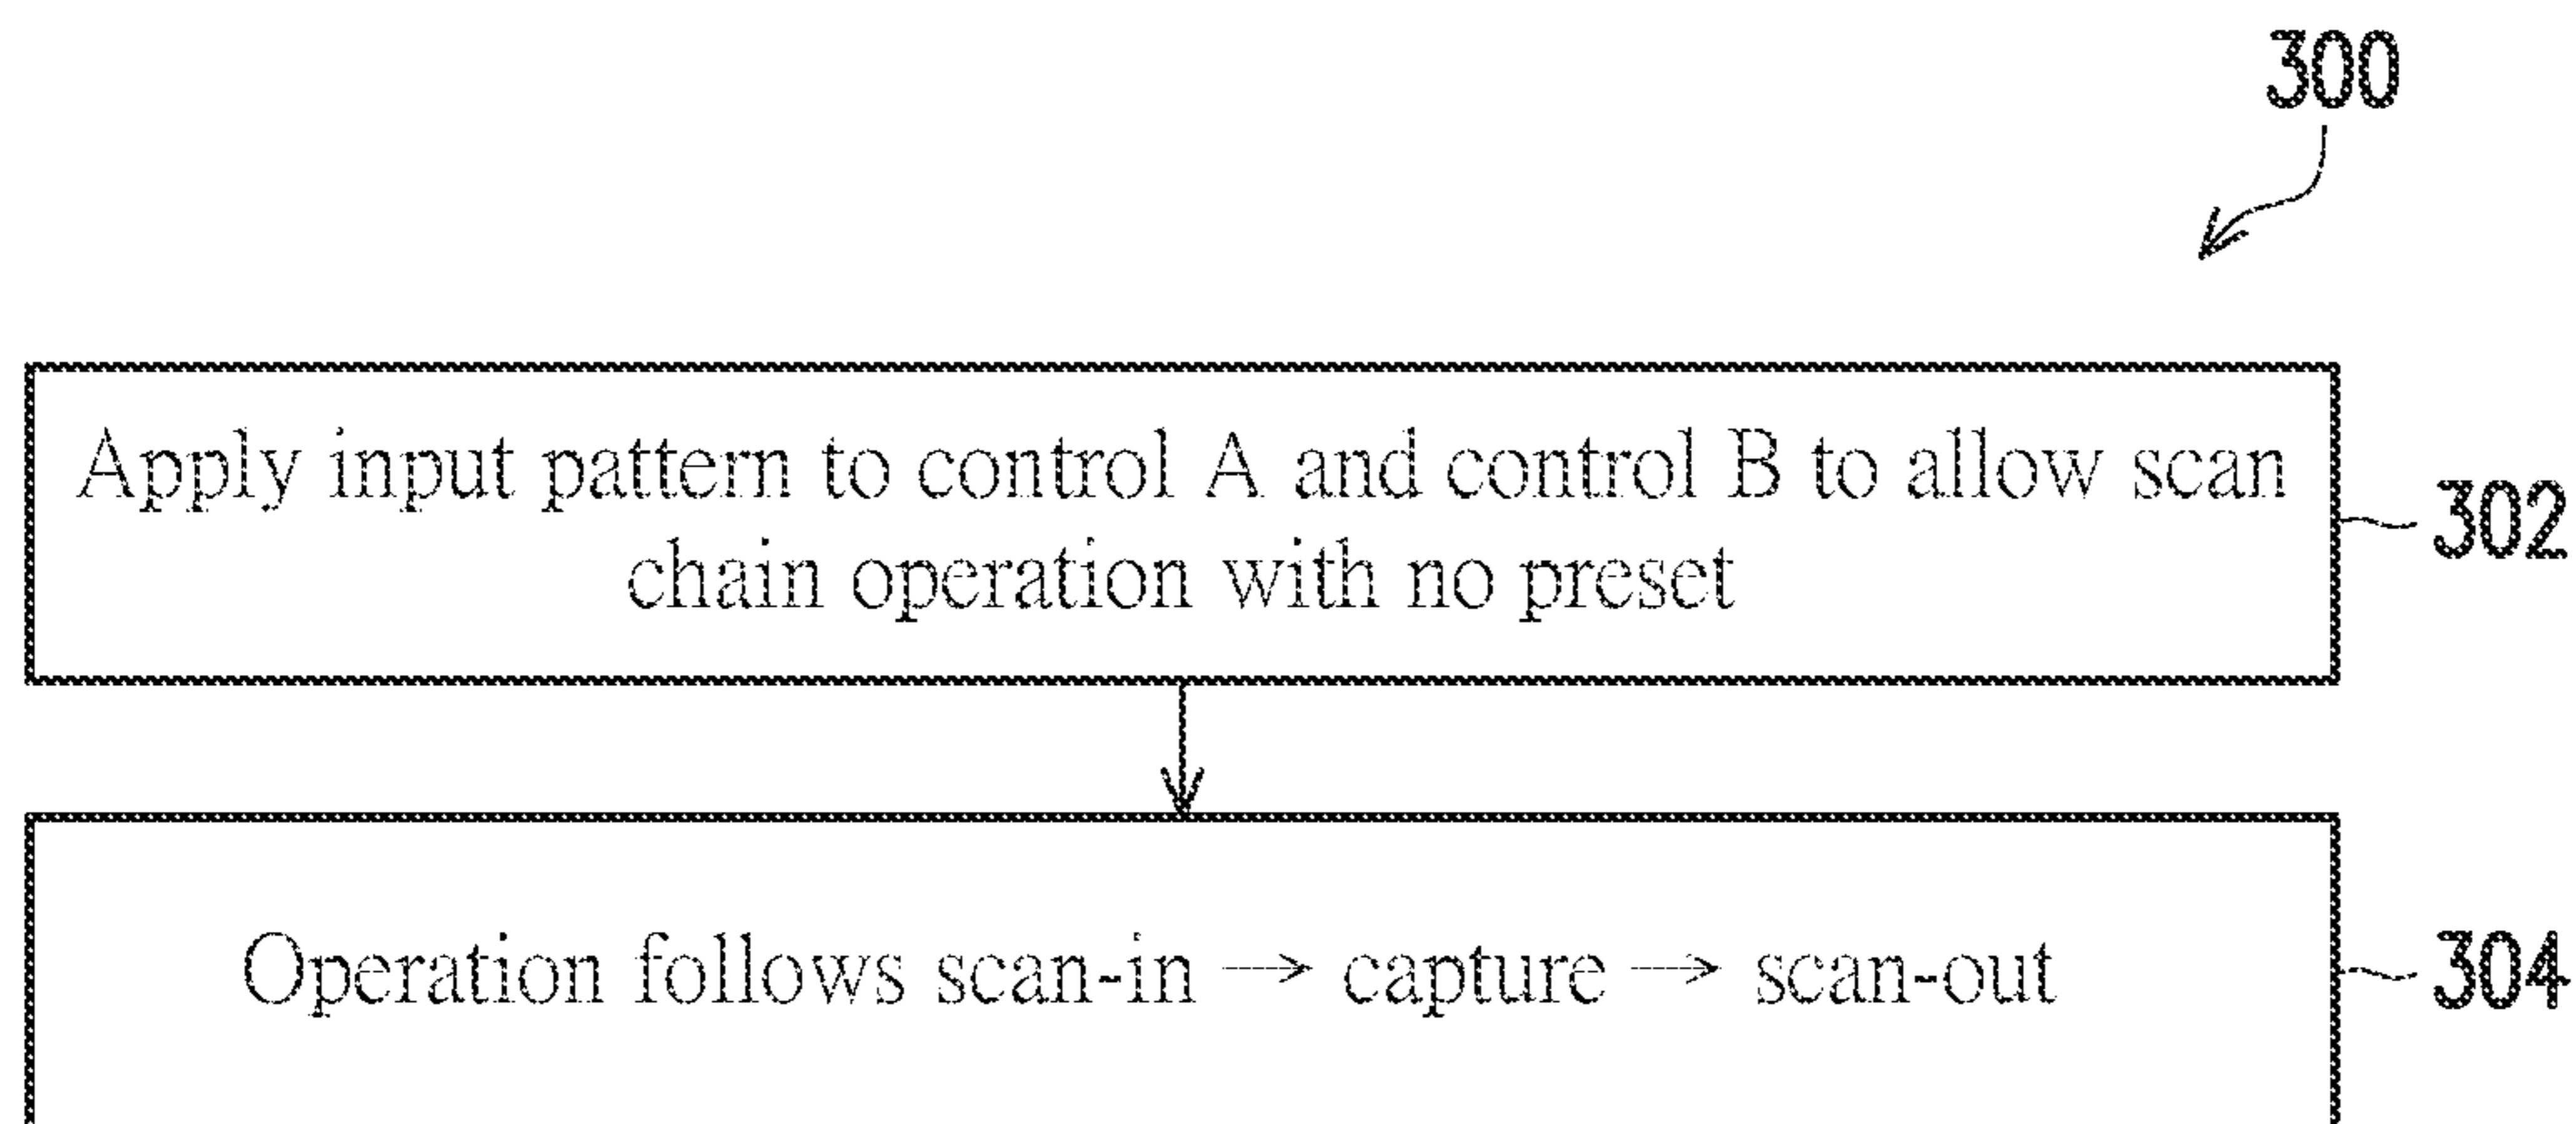 300
Apply input pattern to control A and control B to allow scan
chain operation with no preset
302
Operation follows scan-in → capture → scan-out
304